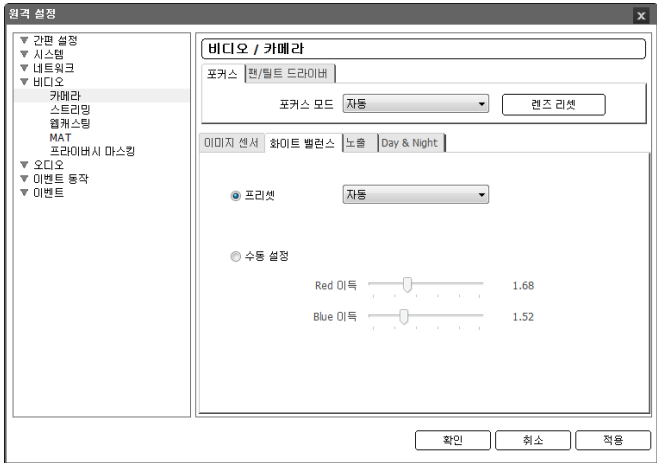 원격 설정
x
간편 설정
시스템
네트워크
비디오
카메라
스트리밍
웹캐스팅
MAT
프라이버시 마스킹
오디오
이벤트 동작
이벤트
비디오 / 카메라
포커스 팬/틸트 드라이버
포커스 모드 자동 렌즈 리셋
이미지 센서 화이트 밸런스 노출 Day & Night
프리셋 자동
수동 설정
Red 이득 1.68
Blue 이득 1.52
확인 취소 적용